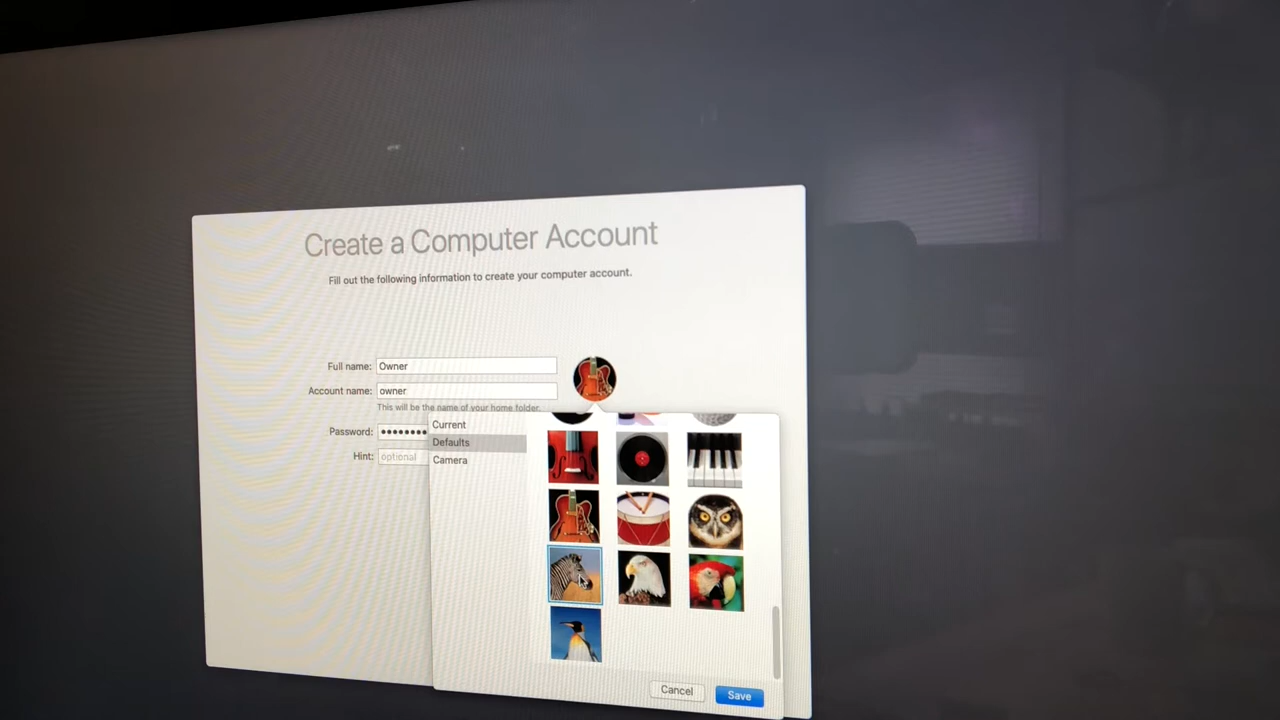 Create a Computer Account
Fill out the following information to create your computer account.
Full name: Owner
Account name: owner
This will be the name of your home folder.
Password: ••••••••
Hint: optional
Current
Defaults
Camera
Cancel
Save